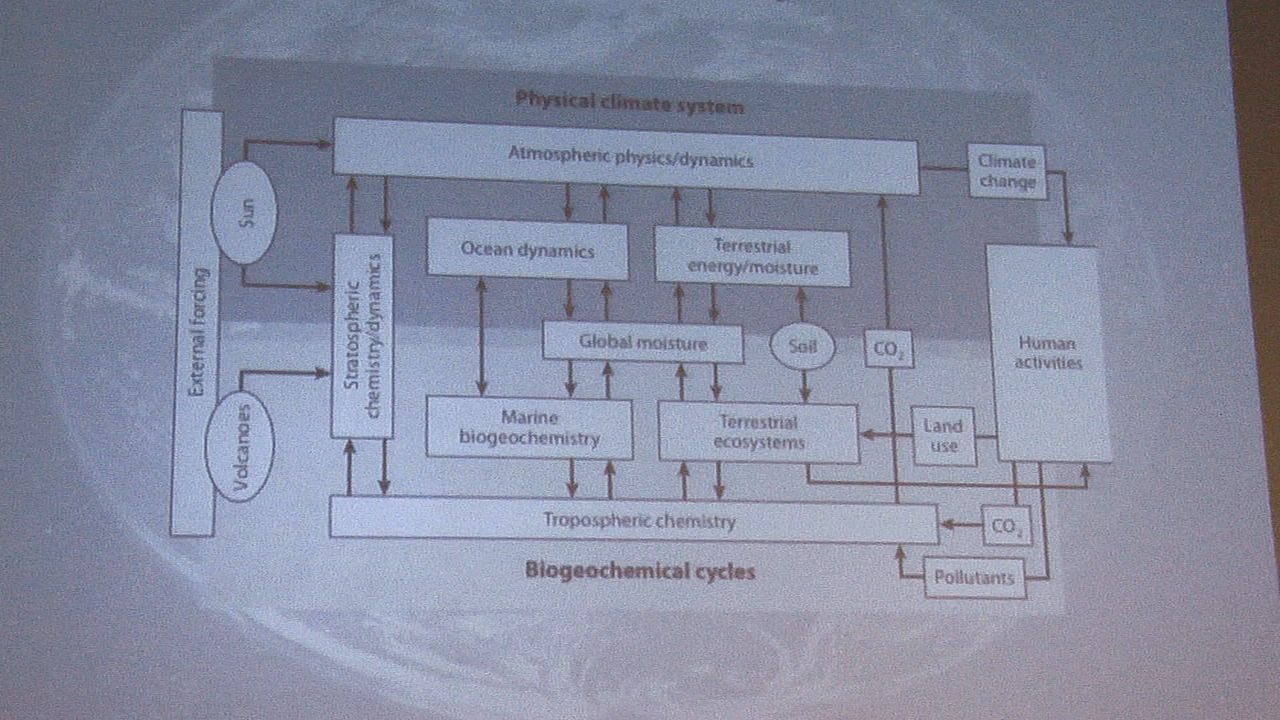 Physical climate system
Atmospheric physics/dynamics
Climate
change
Sun
Ocean dynamics
Terrestrial
energy/moisture
External forcing
Stratospheric
chemistry/dynamics
Global moisture
Soil
CO₂
Human
activities
Volcanoes
Marine
biogeochemistry
Terrestrial
ecosystems
Land
use
Tropospheric chemistry
CO₂
Biogeochemical cycles
Pollutants